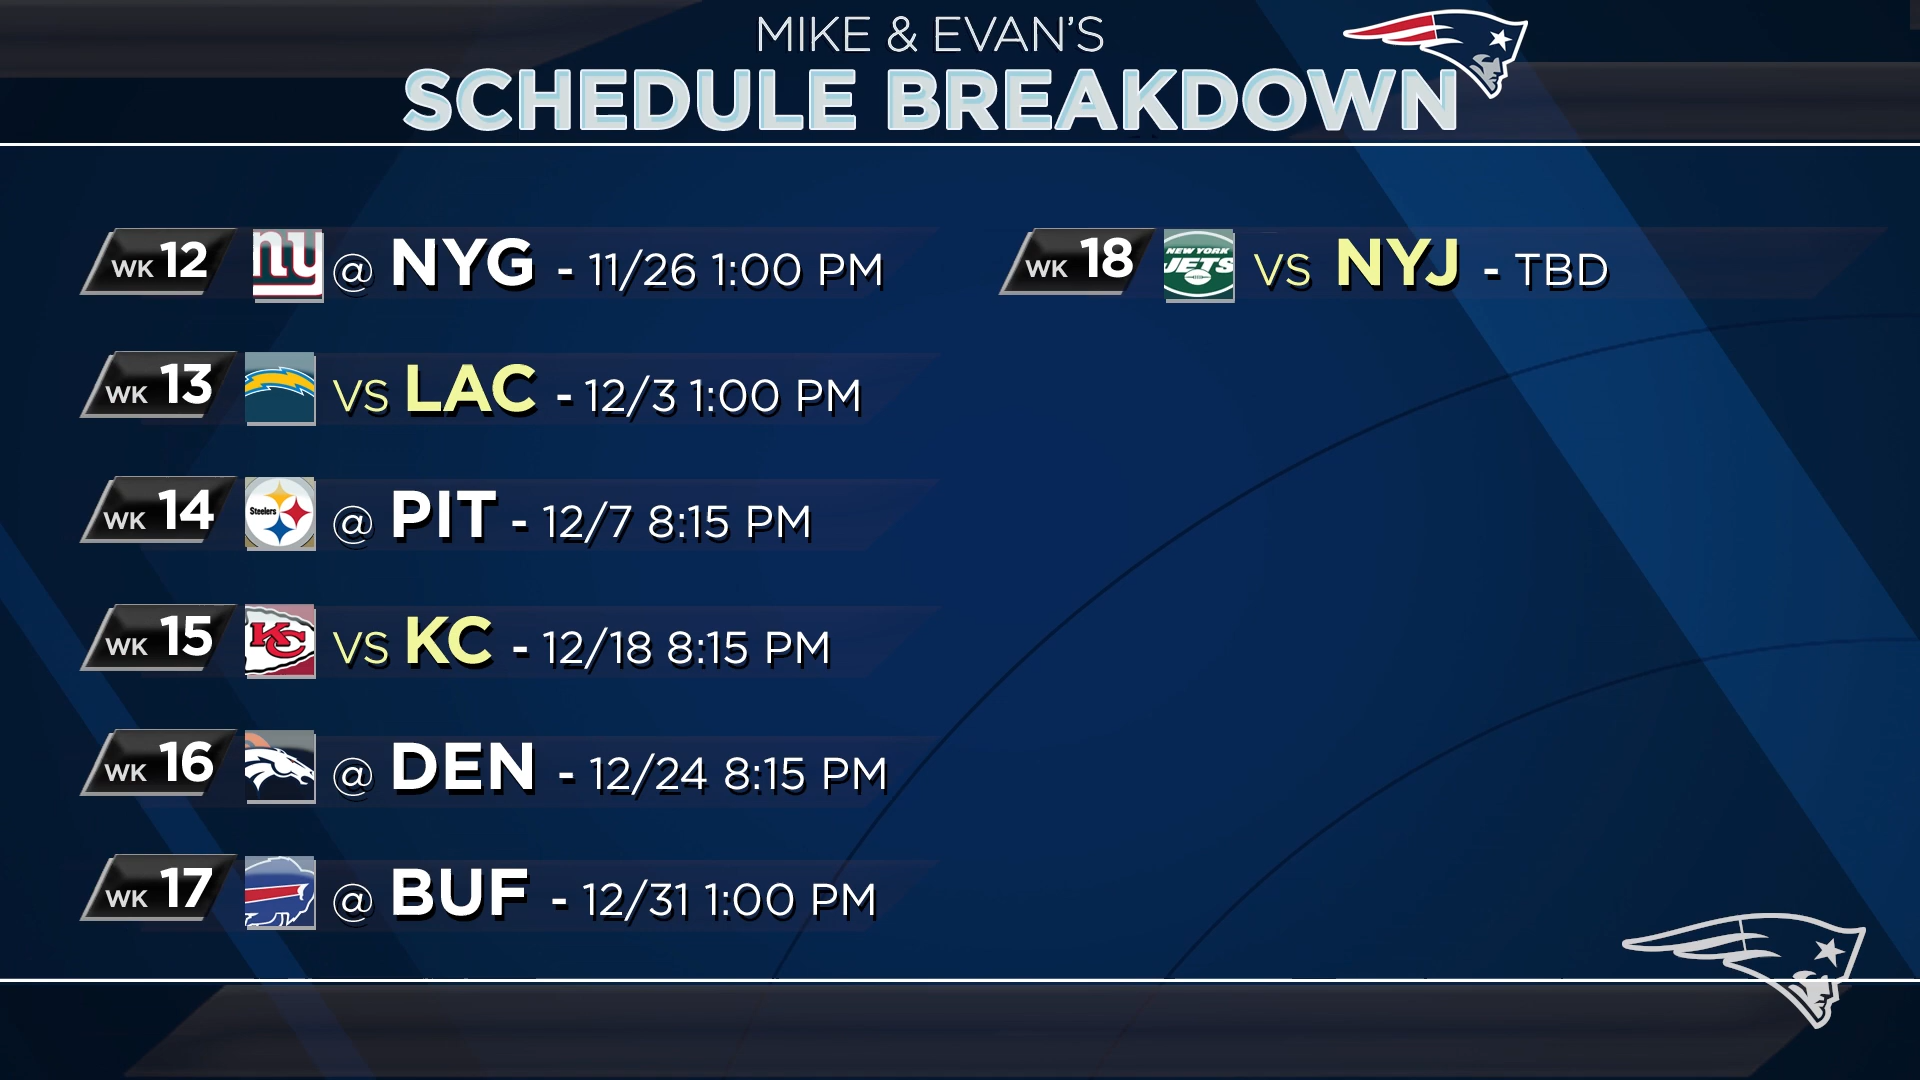 MIKE & EVAN'S
SCHEDULE BREAKDOWN
WK 12 ny @ NYG - 11/26 1:00 PM
WK 13 VS LAC - 12/3 1:00 PM
WK 14 Steelers @ PIT - 12/7 8:15 PM
WK 15 KC VS KC - 12/18 8:15 PM
WK 16 @ DEN - 12/24 8:15 PM
WK 17 @ BUF - 12/31 1:00 PM
WK 18 NEW YORK JETS VS NYJ - TBD